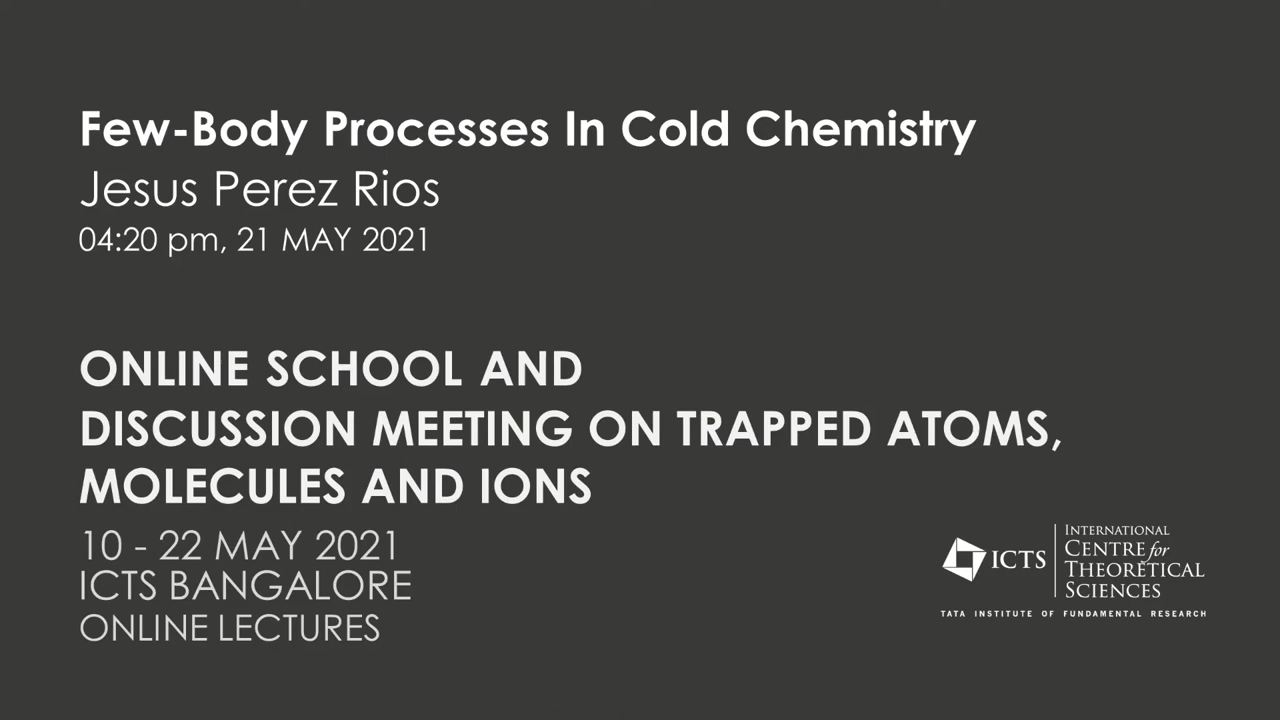 Few-Body Processes In Cold Chemistry
Jesus Perez Rios
04:20 pm, 21 MAY 2021
ONLINE SCHOOL AND
DISCUSSION MEETING ON TRAPPED ATOMS,
MOLECULES AND IONS
10 - 22 MAY 2021
ICTS BANGALORE
ONLINE LECTURES
ICTS
INTERNATIONAL
CENTRE for
THEORETICAL
SCIENCES
TATA INSTITUTE OF FUNDAMENTAL RESEARCH